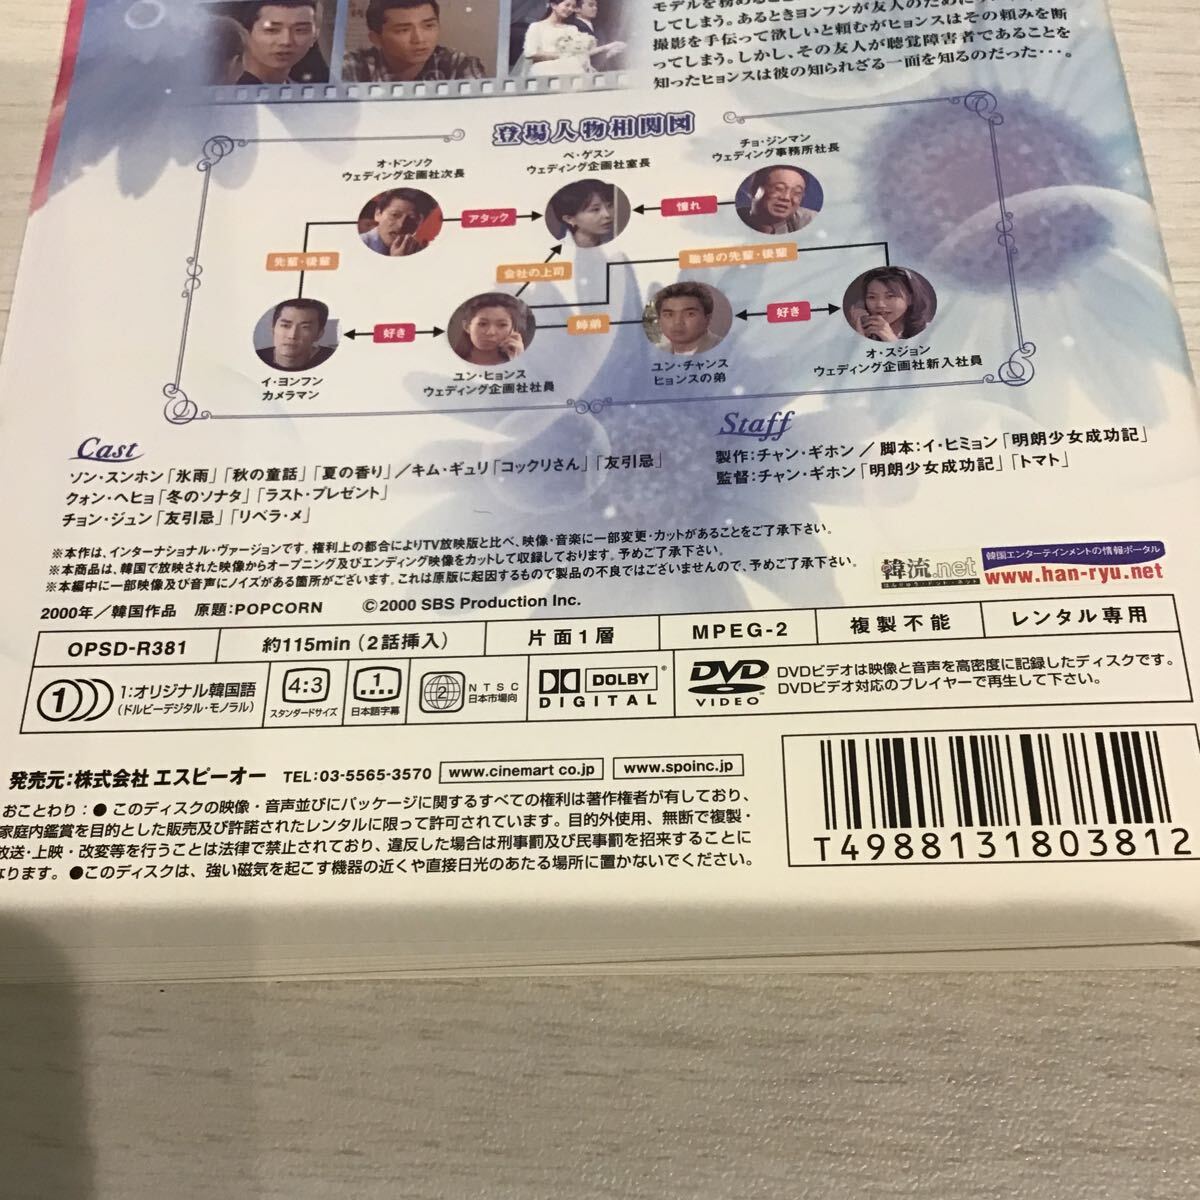 モデルを務めること
してしまう。あるときヨンフンが友人のために
撮影を手伝って欲しいと頼むがヒョンスはその頼みを断
ってしまう。しかし、その友人が聴覚障害者であることを
知ったヒョンスは彼の知られざる一面を知るのだった・・・。
登場人物相関図
オ・ドンソク
ウェディング企画社次長
ペ・ゲスン
ウェディング企画社室長
チョ・ジンマン
ウェディング事務所社長
アタック
憧れ
先輩・後輩
会社の上司
職場の先輩・後輩
好き
姉弟
好き
イ・ヨンフン
カメラマン
ユン・ヒョンス
ウェディング企画社社員
ユン・チャンス
ヒョンスの弟
オ・スジョン
ウェディング企画社新入社員
Cast
ソン・スンホン「氷雨」「秋の童話」「夏の香り」／キム・ギュリ「コックリさん」「友引忌」
クォン・ヘヒョ「冬のソナタ」「ラスト・プレゼント」
チョン・ジュン「友引忌」「リベラ・メ」
Staff
製作：チャン・ギホン ／ 脚本：イ・ヒミョン「明朗少女成功記」
監督：チャン・ギホン「明朗少女成功記」「トマト」
※本作は、インターナショナル・ヴァージョンです。権利上の都合によりTV放映版と比べ、映像・音楽に一部変更・カットがあることをご了承下さい。
※本商品は、韓国で放映された映像からオープニング及びエンディング映像をカットして収録しております。予めご了承下さい。
※本編中に一部映像及び音声にノイズがある箇所がございます。これは原版に起因するもので製品の不良ではございませんので、予めご了承下さい。
韓流.net
はんりゅう・ドット・ネット
韓国エンターテインメントの情報ポータル
www.han-ryu.net
2000年／韓国作品 原題：POPCORN ©2000 SBS Production Inc.
OPSD-R381
約115min（2話挿入）
片面1層
MPEG-2
複製不能
レンタル専用
1
1：オリジナル韓国語
（ドルビーデジタル・モノラル）
4:3
スタンダードサイズ
1
日本語字幕
2
NTSC
日本市場向
DOLBY
DIGITAL
DVD
VIDEO
DVDビデオは映像と音声を高密度に記録したディスクです。
DVDビデオ対応のプレイヤーで再生して下さい。
発売元：株式会社 エスピーオー TEL：03-5565-3570 www.cinemart co.jp www.spoinc.jp
おことわり：●このディスクの映像・音声並びにパッケージに関するすべての権利は著作権者が有しており、
家庭内鑑賞を目的とした販売及び許諾されたレンタルに限って許可されています。目的外使用、無断で複製・
放送・上映・改変等を行うことは法律で禁止されており、違反した場合は刑事罰及び民事罰を招来することに
なります。●このディスクは、強い磁気を起こす機器の近くや直接日光のあたる場所に置かないでください。
T4988131803812